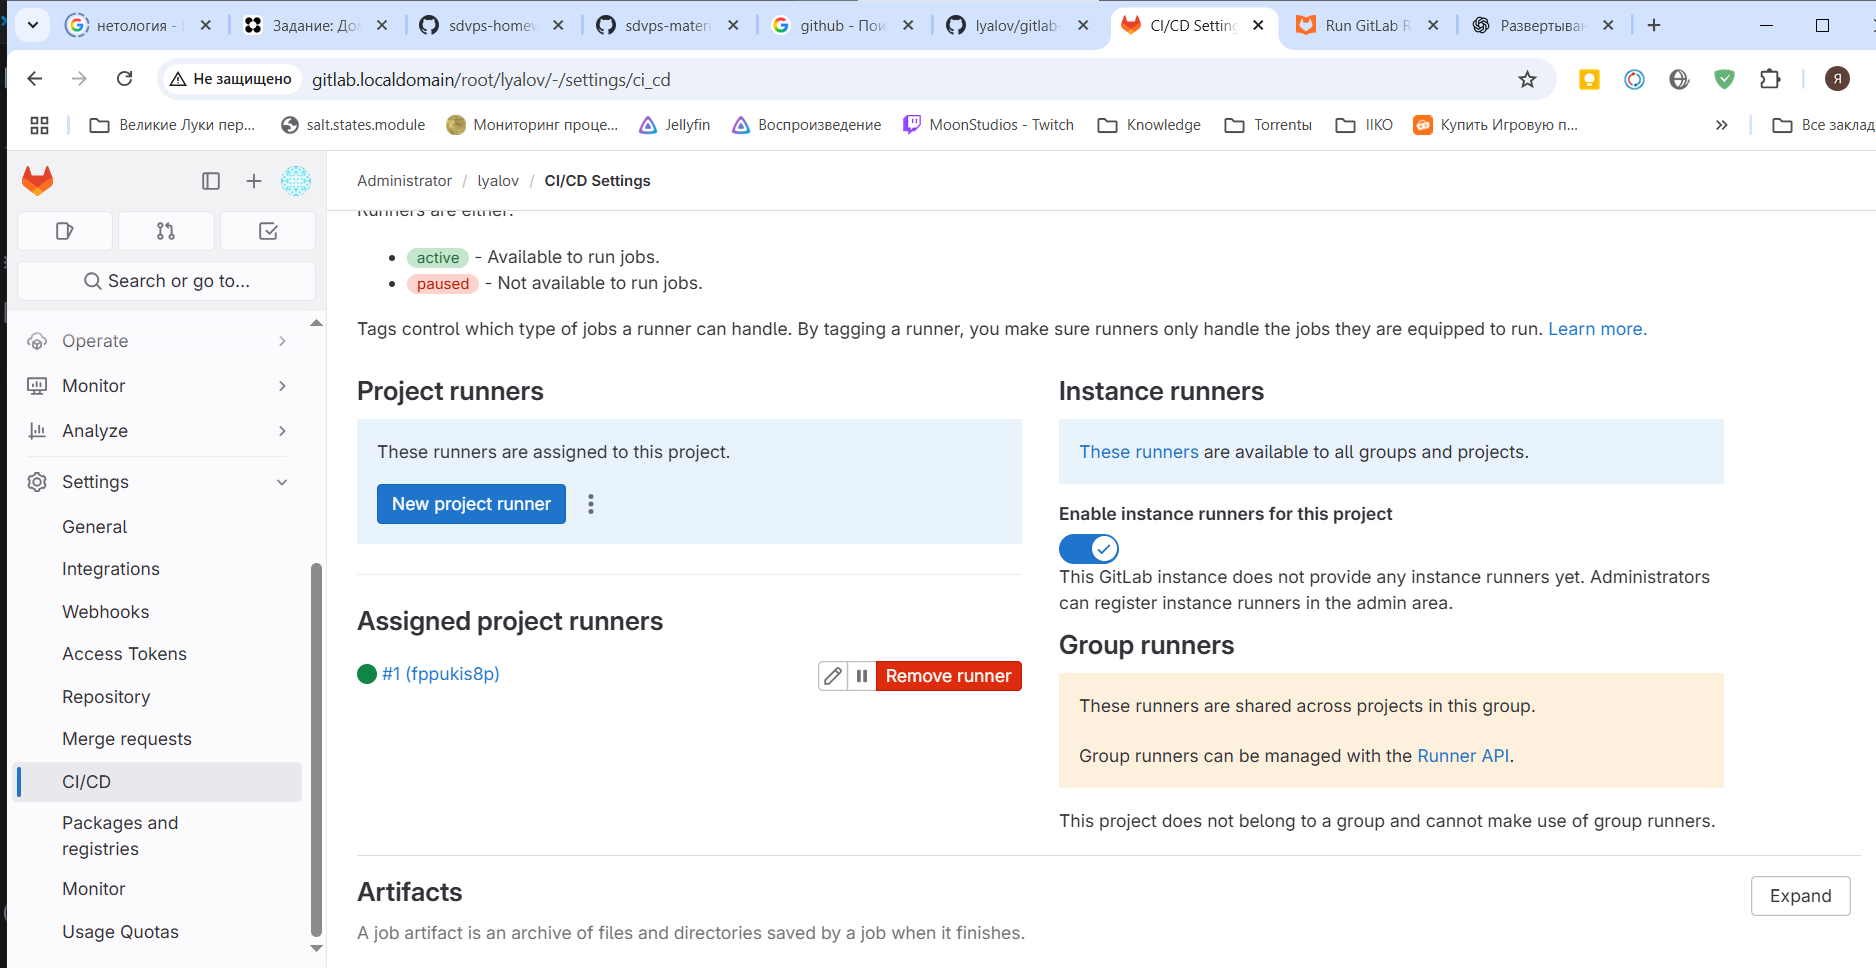 нетология -
Задание: До
sdvps-home
sdvps-materi
github - Пои
lyalov/gitlab-
CI/CD Setting
Run GitLab R
Развертыван
Не защищено
gitlab.localdomain/root/lyalov/-/settings/ci_cd
Я
Великие Луки пер...
salt.states.module
Мониторинг проце...
Jellyfin
Воспроизведение
MoonStudios - Twitch
Knowledge
Torrentы
IIKO
Купить Игровую п...
»
Все заклад
Administrator / lyalov / CI/CD Settings
Search or go to...
Operate
Monitor
Analyze
Settings
General
Integrations
Webhooks
Access Tokens
Repository
Merge requests
CI/CD
Packages and
registries
Monitor
Usage Quotas
Runners are either:
active - Available to run jobs.
paused - Not available to run jobs.
Tags control which type of jobs a runner can handle. By tagging a runner, you make sure runners only handle the jobs they are equipped to run. Learn more.
Project runners
These runners are assigned to this project.
New project runner
Assigned project runners
#1 (fppukis8p)
Remove runner
Instance runners
These runners are available to all groups and projects.
Enable instance runners for this project
This GitLab instance does not provide any instance runners yet. Administrators
can register instance runners in the admin area.
Group runners
These runners are shared across projects in this group.
Group runners can be managed with the Runner API.
This project does not belong to a group and cannot make use of group runners.
Artifacts
Expand
A job artifact is an archive of files and directories saved by a job when it finishes.